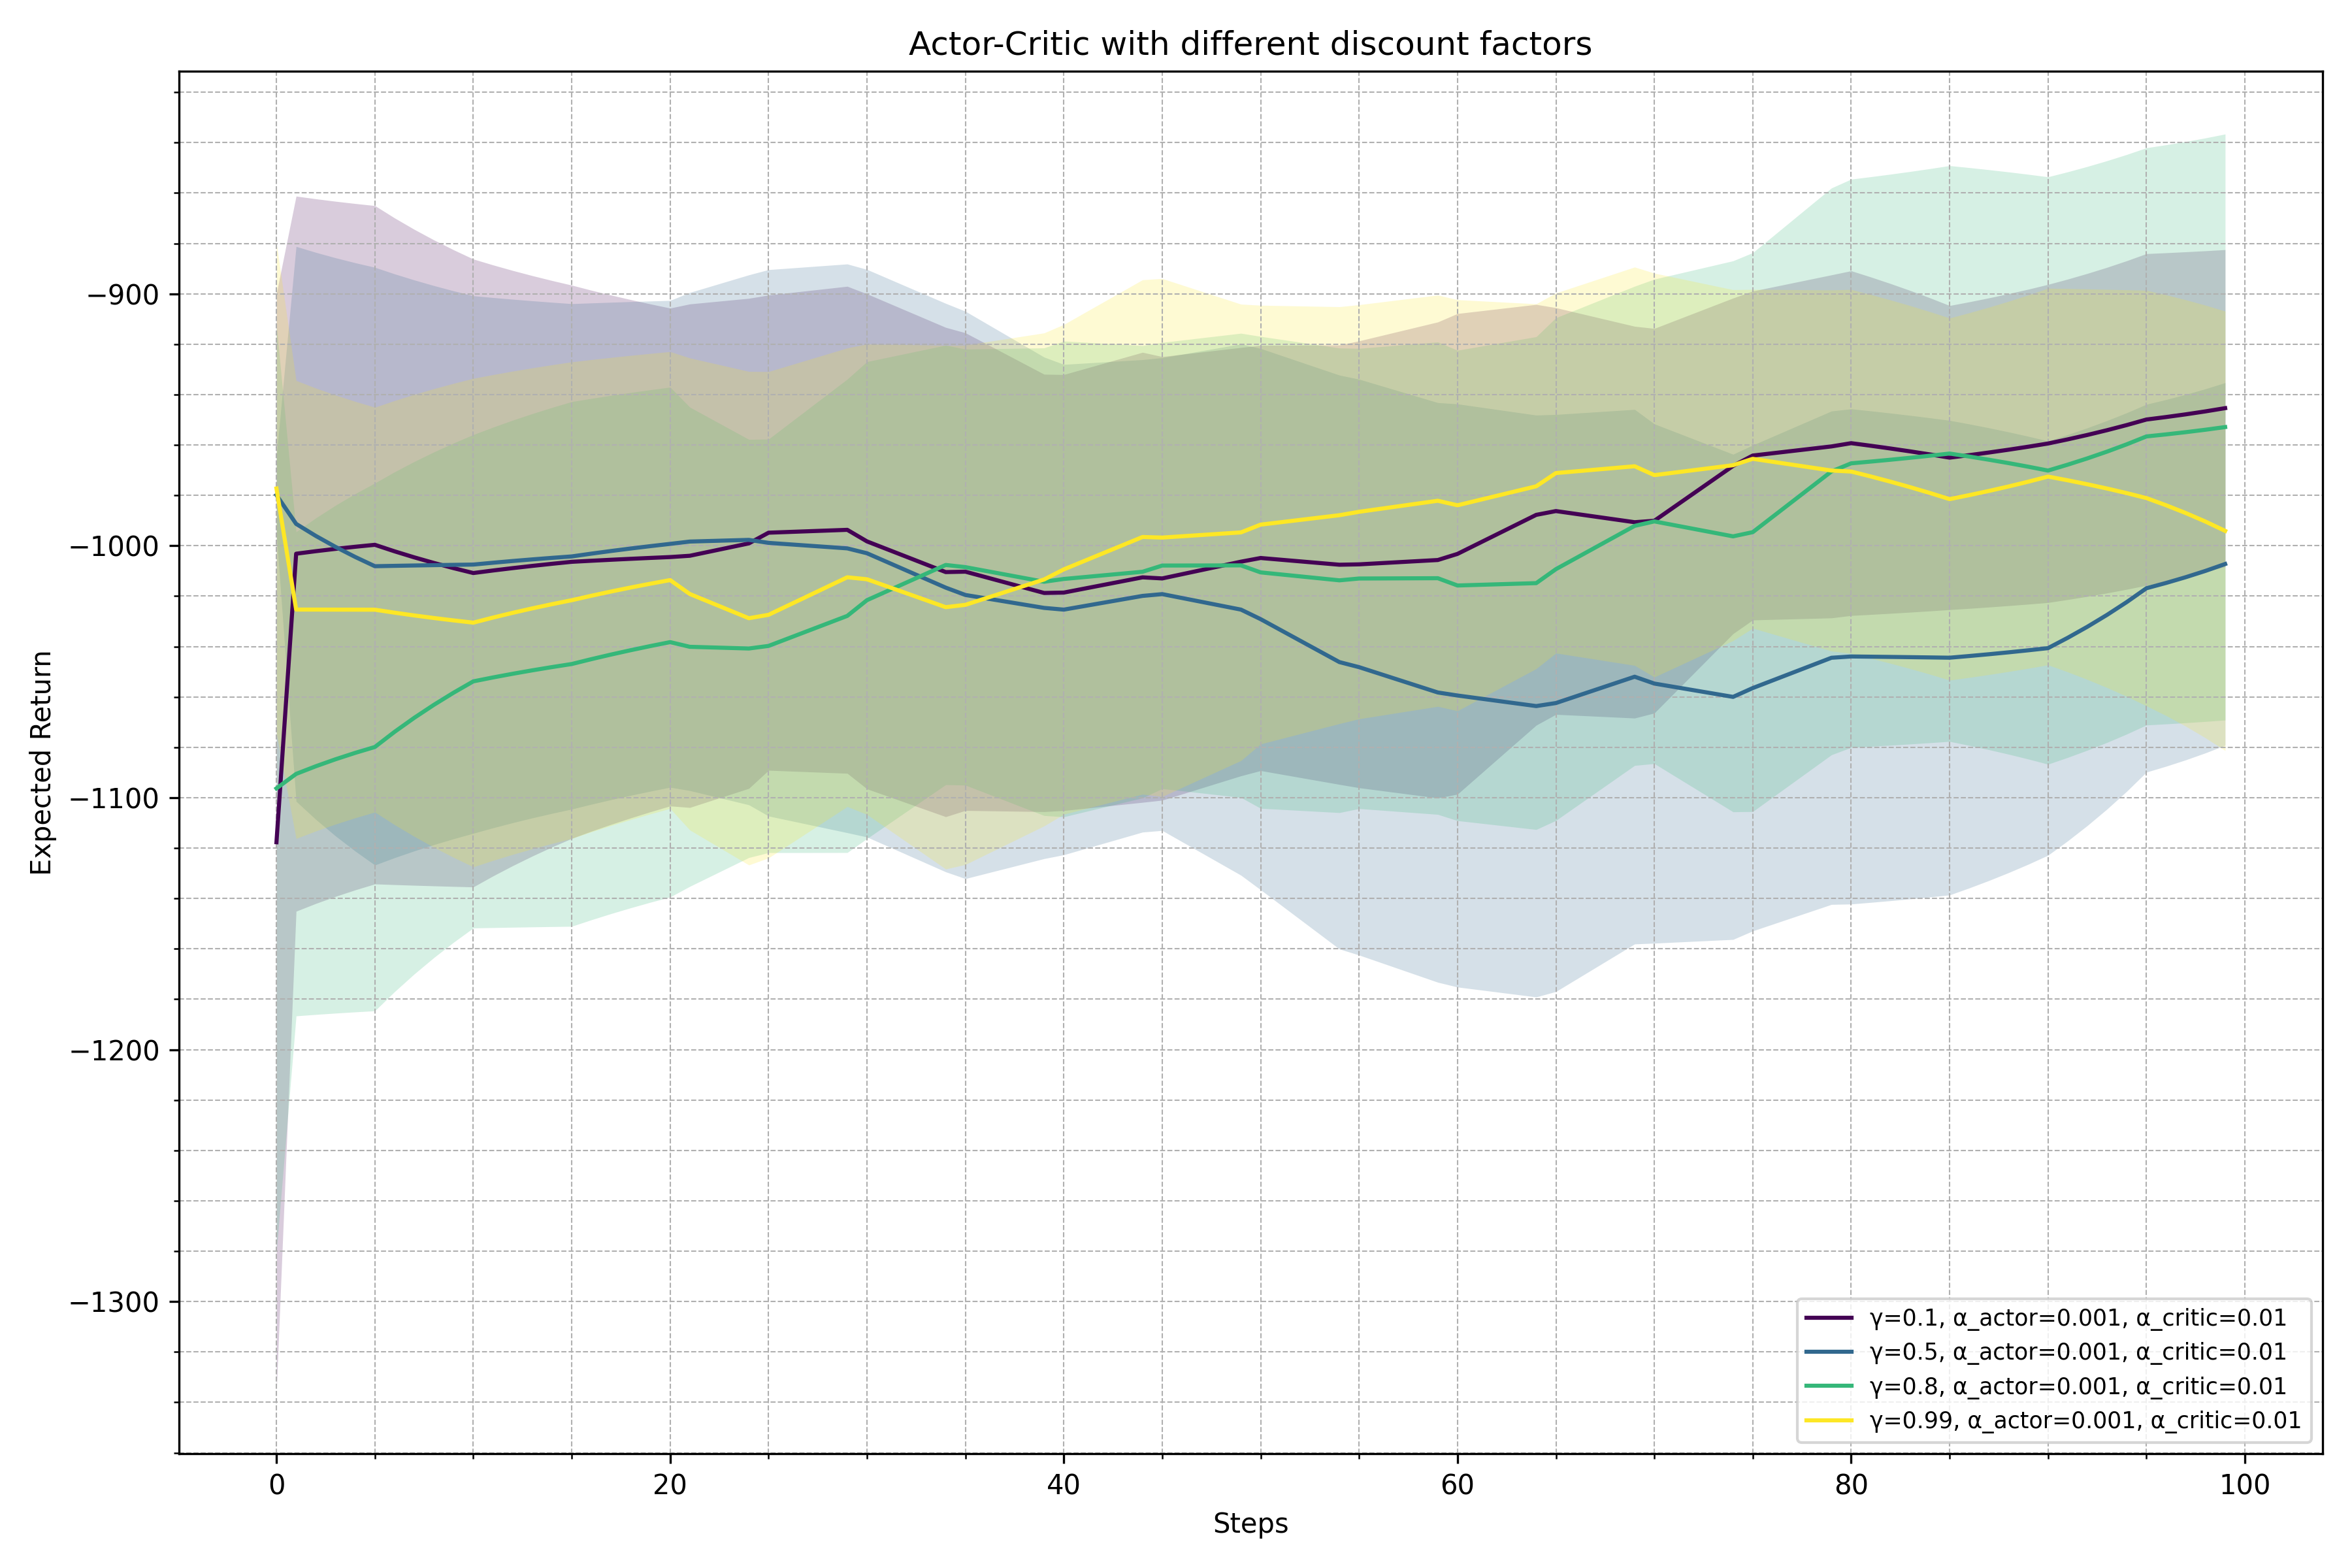 Actor-Critic with different discount factors
Expected Return
−900
−1000
−1100
−1200
−1300
0 20 40 60 80 100
Steps
γ=0.1, α_actor=0.001, α_critic=0.01
γ=0.5, α_actor=0.001, α_critic=0.01
γ=0.8, α_actor=0.001, α_critic=0.01
γ=0.99, α_actor=0.001, α_critic=0.01